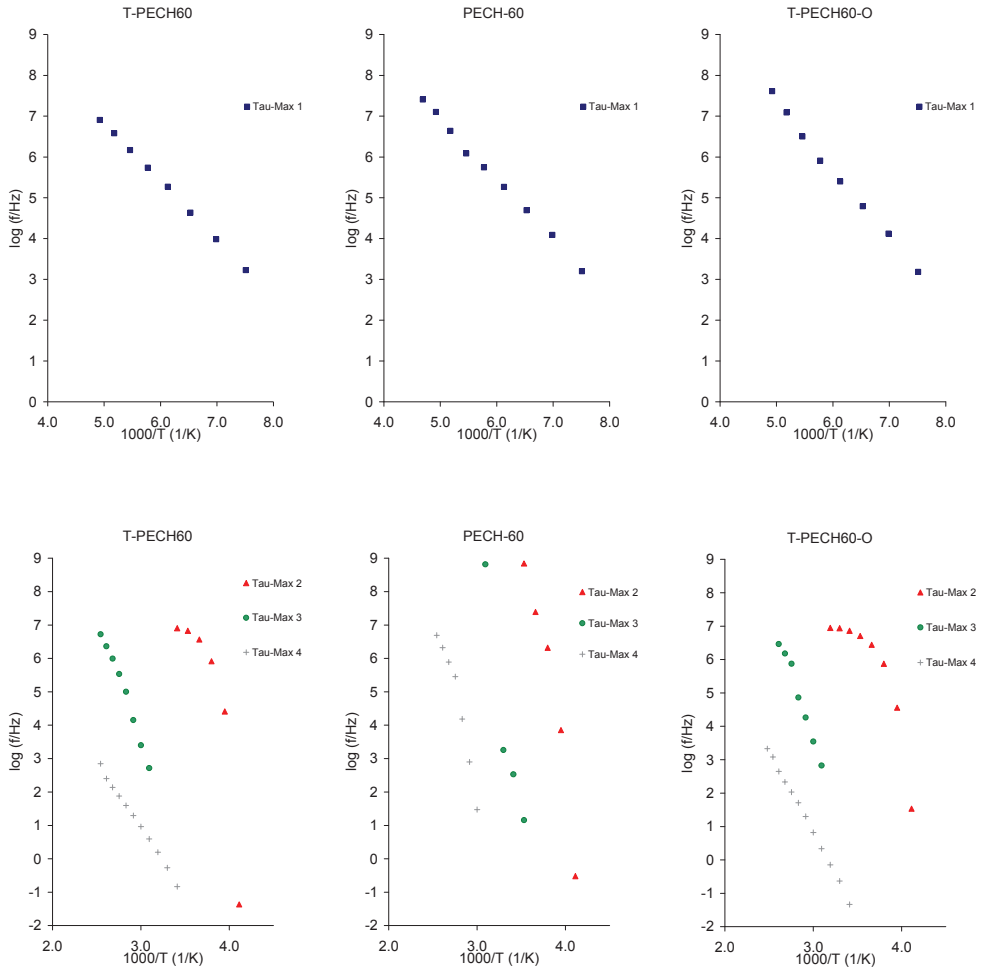 T-PECH60
PECH-60
T-PECH60-O
9
8
7
6
5
4
3
2
1
0
log (f/Hz)
4.0 5.0 6.0 7.0 8.0
1000/T (1/K)
Tau-Max 1
9
8
7
6
5
4
3
2
1
0
log (f/Hz)
4.0 5.0 6.0 7.0 8.0
1000/T (1/K)
Tau-Max 1
9
8
7
6
5
4
3
2
1
0
log (f/Hz)
4.0 5.0 6.0 7.0 8.0
1000/T (1/K)
Tau-Max 1
T-PECH60
PECH-60
T-PECH60-O
9
8
7
6
5
4
3
2
1
0
-1
-2
log (f/Hz)
2.0 3.0 4.0
1000/T (1/K)
Tau-Max 2
Tau-Max 3
Tau-Max 4
9
8
7
6
5
4
3
2
1
0
-1
-2
log (f/Hz)
2.0 3.0 4.0
1000/T (1/K)
Tau-Max 2
Tau-Max 3
Tau-Max 4
9
8
7
6
5
4
3
2
1
0
-1
-2
log (f/Hz)
2.0 3.0 4.0
1000/T (1/K)
Tau-Max 2
Tau-Max 3
Tau-Max 4